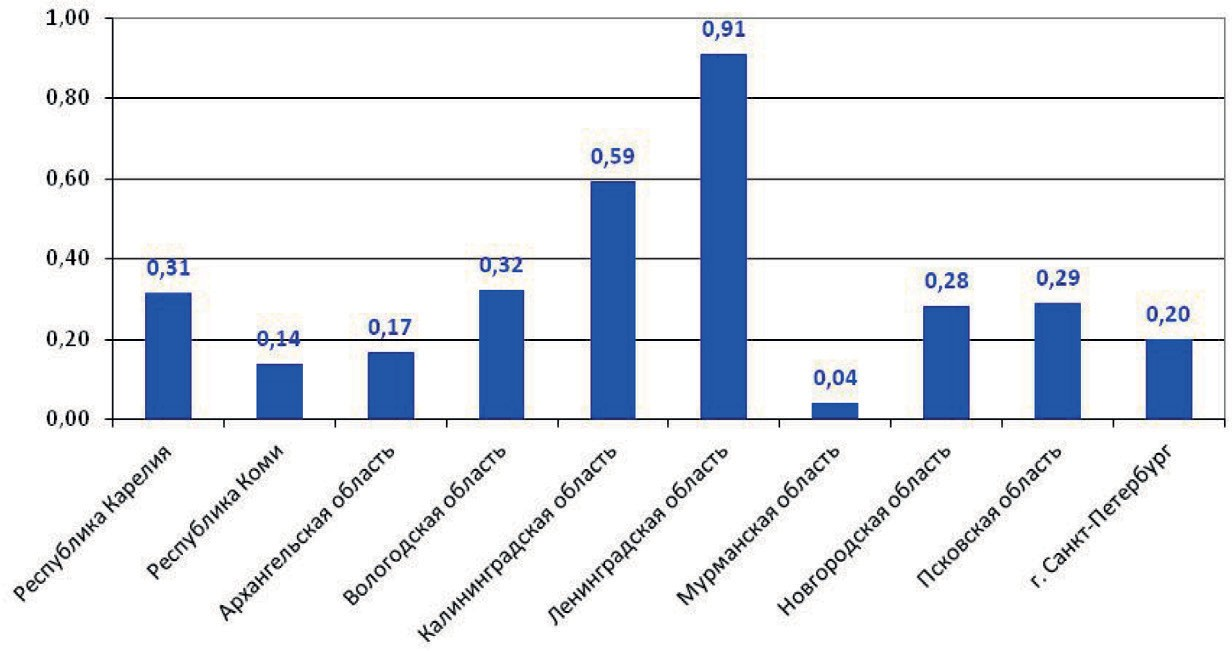 1,00
0,80
0,60
0,40
0,20
0,00
0,31
0,14
0,17
0,32
0,59
0,91
0,04
0,28
0,29
0,20
Республика Карелия
Республика Коми
Архангельская область
Вологодская область
Калининградская область
Ленинградская область
Мурманская область
Новгородская область
Псковская область
г. Санкт-Петербург